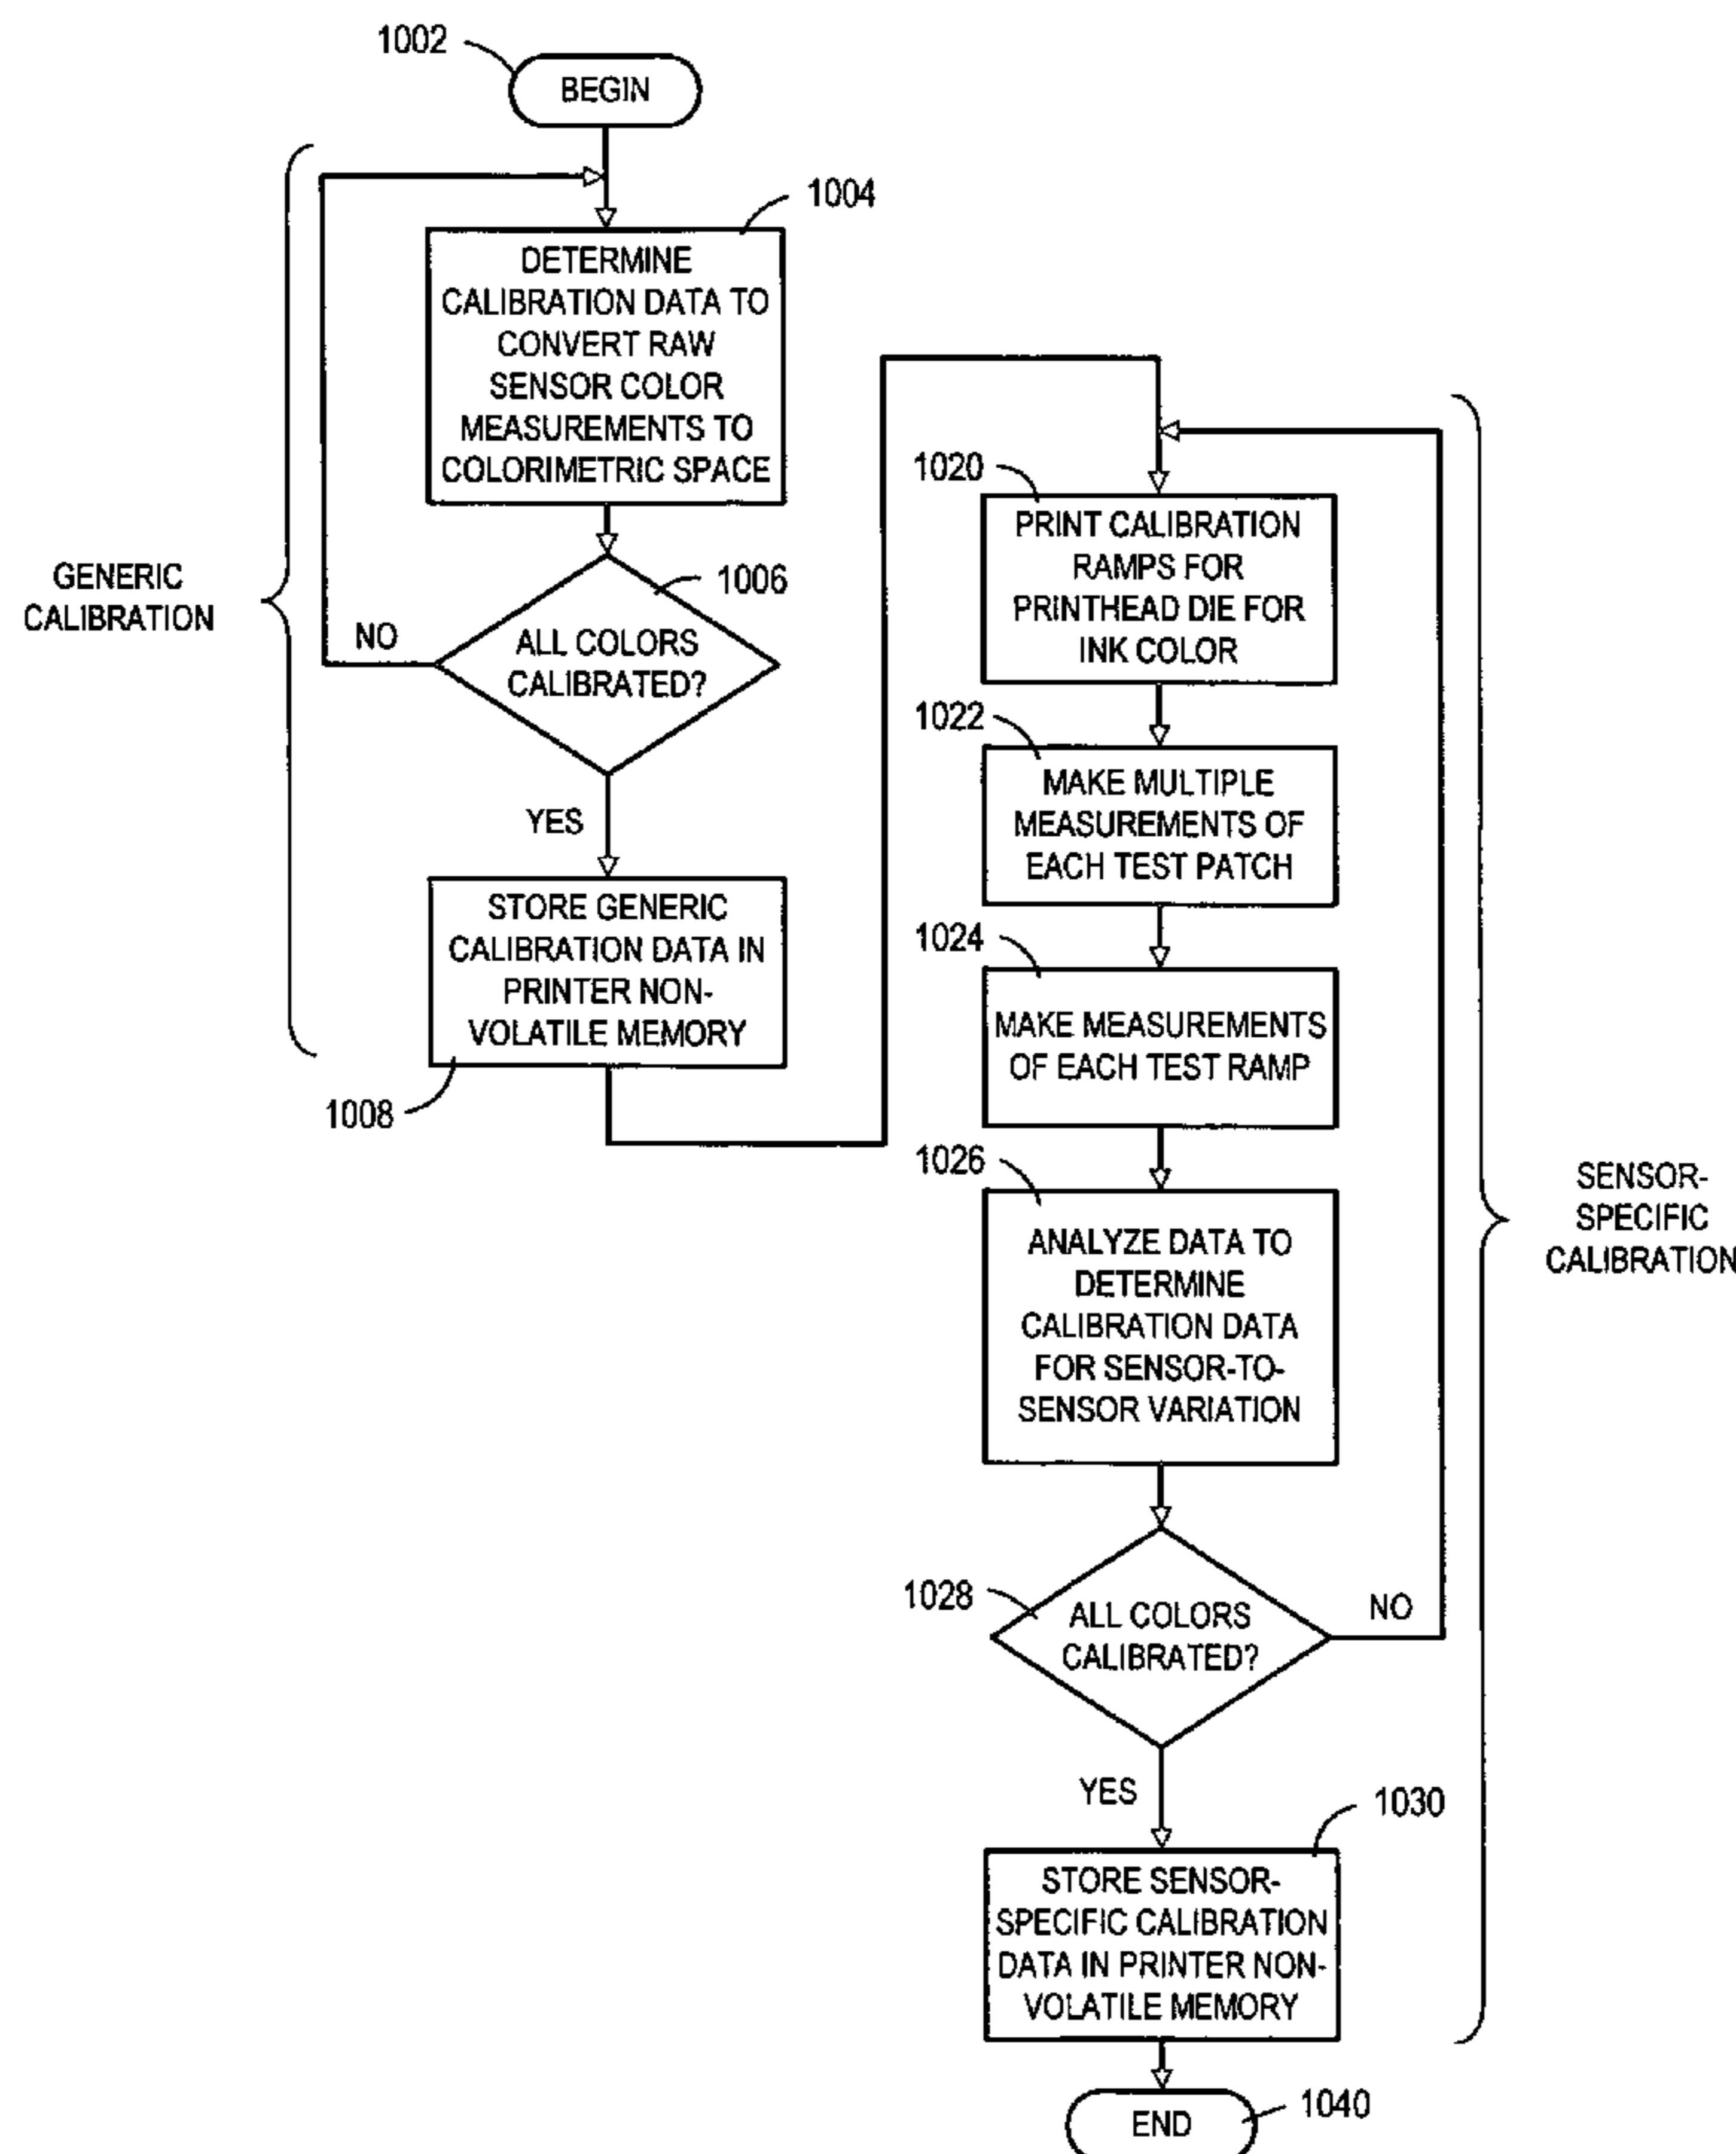 1002
BEGIN
1004
DETERMINE
CALIBRATION DATA TO
CONVERT RAW
SENSOR COLOR
MEASUREMENTS TO
COLORIMETRIC SPACE
GENERIC
CALIBRATION
1006
ALL COLORS
CALIBRATED?
NO
YES
STORE GENERIC
CALIBRATION DATA IN
PRINTER NON-
VOLATILE MEMORY
1008
1020
PRINT CALIBRATION
RAMPS FOR
PRINTHEAD DIE FOR
INK COLOR
1022
MAKE MULTIPLE
MEASUREMENTS OF
EACH TEST PATCH
1024
MAKE MEASUREMENTS
OF EACH TEST RAMP
1026
ANALYZE DATA TO
DETERMINE
CALIBRATION DATA
FOR SENSOR-TO-
SENSOR VARIATION
SENSOR-
SPECIFIC
CALIBRATION
1028
ALL COLORS
CALIBRATED?
NO
YES
1030
STORE SENSOR-
SPECIFIC CALIBRATION
DATA IN PRINTER NON-
VOLATILE MEMORY
END
1040